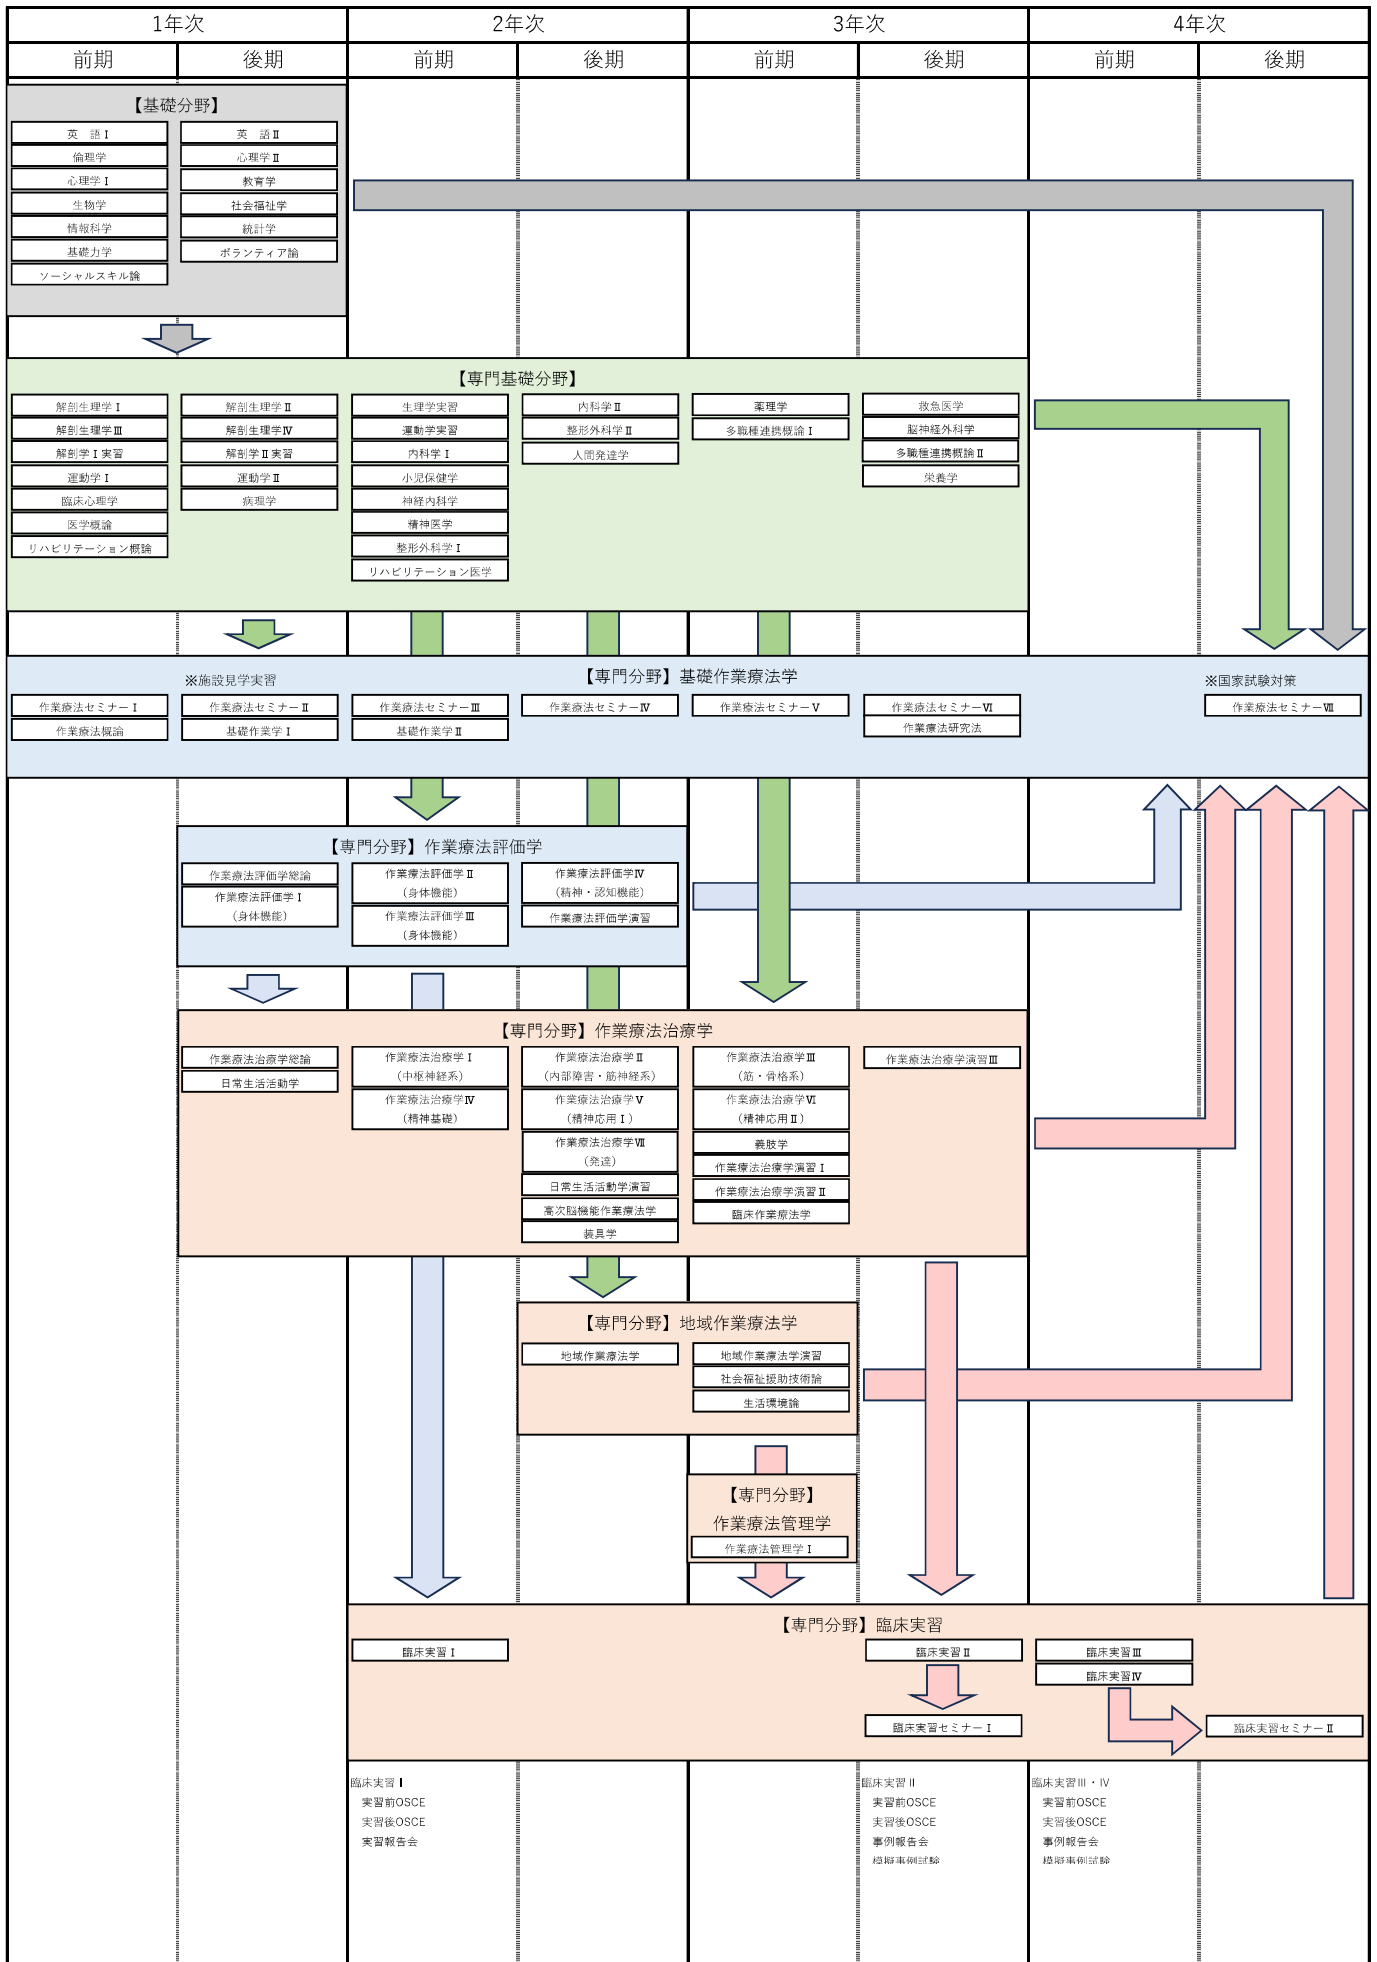 1年次 2年次 3年次 4年次
前期 後期 前期 後期 前期 後期 前期 後期
【基礎分野】
英　語Ⅰ
倫理学
心理学Ⅰ
生物学
情報科学
基礎力学
ソーシャルスキル論
英　語Ⅱ
心理学Ⅱ
教育学
社会福祉学
統計学
ボランティア論
【専門基礎分野】
解剖生理学Ⅰ
解剖生理学Ⅲ
解剖学Ⅰ実習
運動学Ⅰ
臨床心理学
医学概論
リハビリテーション概論
解剖生理学Ⅱ
解剖生理学Ⅳ
解剖学Ⅱ実習
運動学Ⅱ
病理学
生理学実習
運動学実習
内科学Ⅰ
小児保健学
神経内科学
精神医学
整形外科学Ⅰ
リハビリテーション医学
内科学Ⅱ
整形外科学Ⅱ
人間発達学
薬理学
多職種連携概論Ⅰ
救急医学
脳神経外科学
多職種連携概論Ⅱ
栄養学
【専門分野】基礎作業療法学
※施設見学実習
※国家試験対策
作業療法セミナーⅠ
作業療法概論
作業療法セミナーⅡ
基礎作業学Ⅰ
作業療法セミナーⅢ
基礎作業学Ⅱ
作業療法セミナーⅣ
作業療法セミナーⅤ
作業療法セミナーⅥ
作業療法研究法
作業療法セミナーⅦ
【専門分野】作業療法評価学
作業療法評価学総論
作業療法評価学Ⅰ
（身体機能）
作業療法評価学Ⅱ
（身体機能）
作業療法評価学Ⅲ
（身体機能）
作業療法評価学Ⅳ
（精神・認知機能）
作業療法評価学演習
【専門分野】作業療法治療学
作業療法治療学総論
日常生活活動学
作業療法治療学Ⅰ
（中枢神経系）
作業療法治療学Ⅳ
（精神基礎）
作業療法治療学Ⅱ
（内部障害・筋神経系）
作業療法治療学Ⅴ
（精神応用Ⅰ）
作業療法治療学Ⅶ
（発達）
日常生活活動学演習
高次脳機能作業療法学
装具学
作業療法治療学Ⅲ
（筋・骨格系）
作業療法治療学Ⅵ
（精神応用Ⅱ）
義肢学
作業療法治療学演習Ⅰ
作業療法治療学演習Ⅱ
臨床作業療法学
作業療法治療学演習Ⅲ
【専門分野】地域作業療法学
地域作業療法学
地域作業療法学演習
社会福祉援助技術論
生活環境論
【専門分野】
作業療法管理学
作業療法管理学Ⅰ
【専門分野】臨床実習
臨床実習Ⅰ
臨床実習Ⅱ
臨床実習セミナーⅠ
臨床実習Ⅲ
臨床実習Ⅳ
臨床実習セミナーⅡ
臨床実習Ⅰ
実習前OSCE
実習後OSCE
実習報告会
臨床実習Ⅱ
実習前OSCE
実習後OSCE
事例報告会
模擬事例試験
臨床実習Ⅲ・Ⅳ
実習前OSCE
実習後OSCE
事例報告会
模擬事例試験